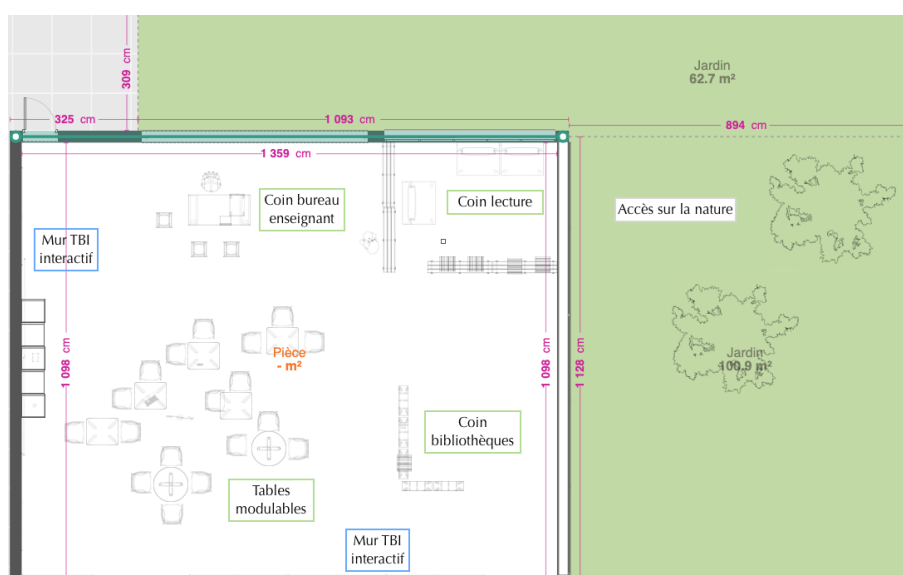 309 cm
Jardin
62.7 m²
325 cm
1 093 cm
894 cm
1 359 cm
Coin bureau
enseignant
Coin lecture
Accès sur la nature
Mur TBI
interactif
Pièce
- m²
1 098 cm
1 098 cm
1 128 cm
Jardin
100.9 m²
Coin
bibliothèques
Tables
modulables
Mur TBI
interactif